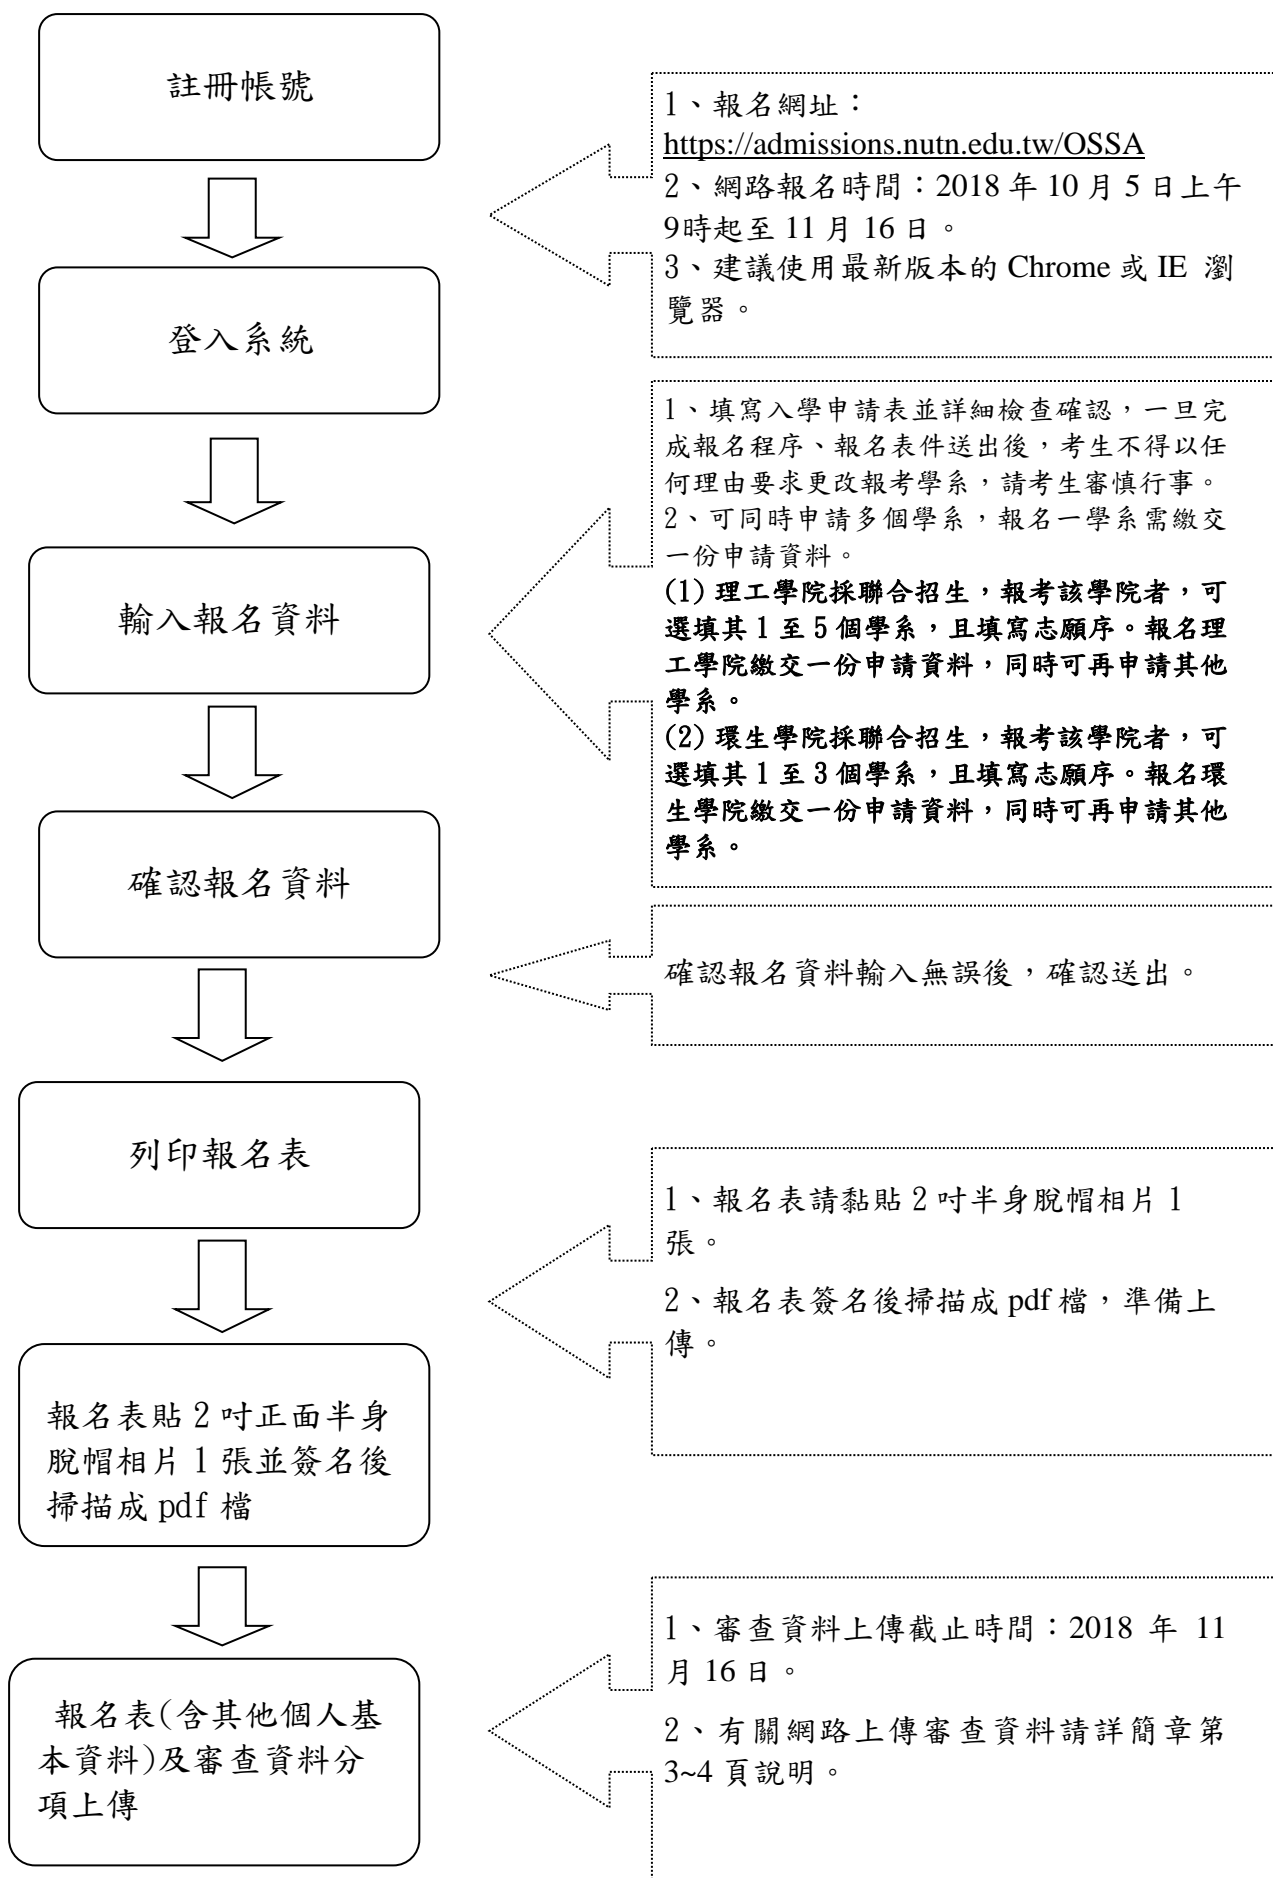 註冊帳號
1、報名網址：
https://admissions.nutn.edu.tw/OSSA
2、網路報名時間：2018 年 10 月 5 日上午
9時起至 11 月 16 日。
3、建議使用最新版本的 Chrome 或 IE 瀏
覽器。
登入系統
1、填寫入學申請表並詳細檢查確認，一旦完
成報名程序、報名表件送出後，考生不得以任
何理由要求更改報考學系，請考生審慎行事。
2、可同時申請多個學系，報名一學系需繳交
一份申請資料。
(1) 理工學院採聯合招生，報考該學院者，可
選填其 1 至 5 個學系，且填寫志願序。報名理
工學院繳交一份申請資料，同時可再申請其他
學系。
(2) 環生學院採聯合招生，報考該學院者，可
選填其 1 至 3 個學系，且填寫志願序。報名環
生學院繳交一份申請資料，同時可再申請其他
學系。
輸入報名資料
確認報名資料
確認報名資料輸入無誤後，確認送出。
列印報名表
1、報名表請黏貼 2 吋半身脫帽相片 1
張。
2、報名表簽名後掃描成 pdf 檔，準備上
傳。
報名表貼 2 吋正面半身
脫帽相片 1 張並簽名後
掃描成 pdf 檔
1、審查資料上傳截止時間：2018 年 11
月 16 日。
2、有關網路上傳審查資料請詳簡章第
3~4 頁說明。
報名表(含其他個人基
本資料)及審查資料分
項上傳